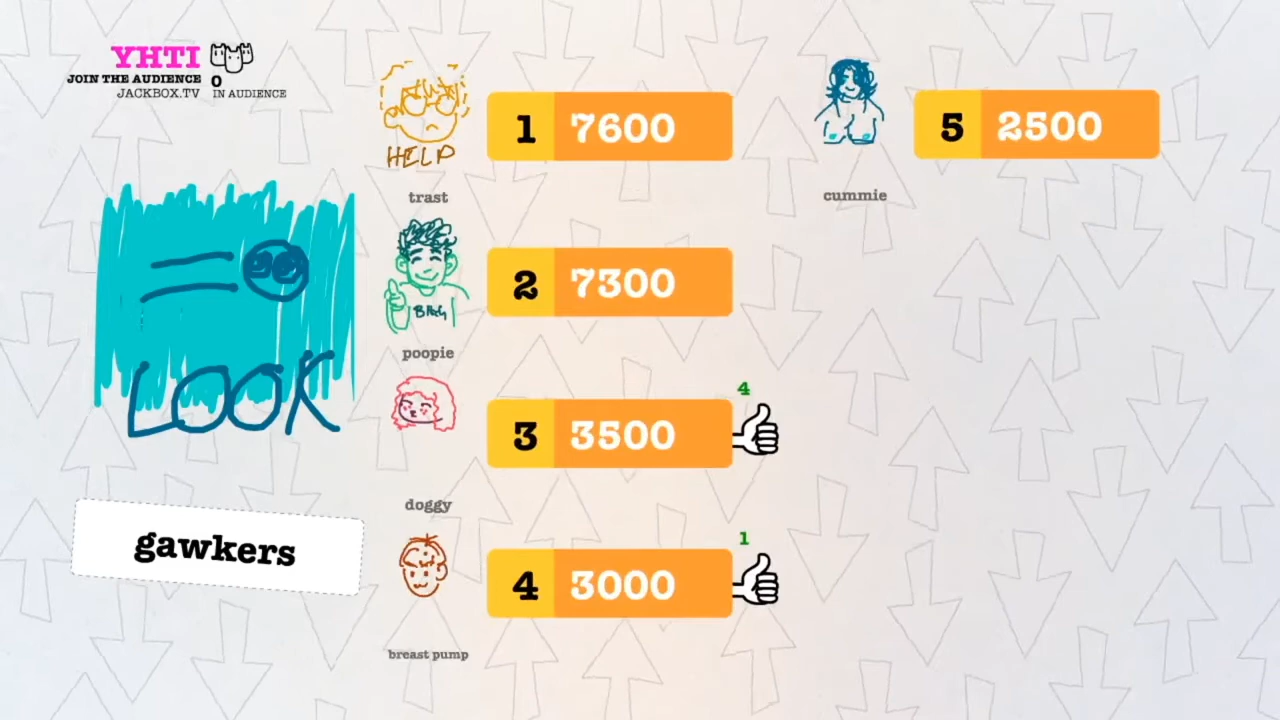 YHTI
JOIN THE AUDIENCE
JACKBOX.TV
0
IN AUDIENCE
LOOK
gawkers
HELP
1 7600
trast
2 7300
poopie
3 3500
4
doggy
4 3000
1
breast pump
5 2500
cummie